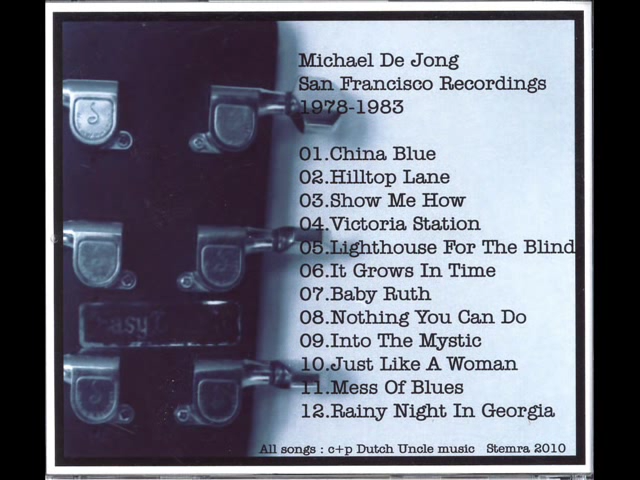 Michael De Jong
San Francisco Recordings
1978-1983
01.China Blue
02.Hilltop Lane
03.Show Me How
04.Victoria Station
05.Lighthouse For The Blind
06.It Grows In Time
07.Baby Ruth
08.Nothing You Can Do
09.Into The Mystic
10.Just Like A Woman
11.Mess Of Blues
12.Rainy Night In Georgia
All songs : c+p Dutch Uncle music Stemra 2010